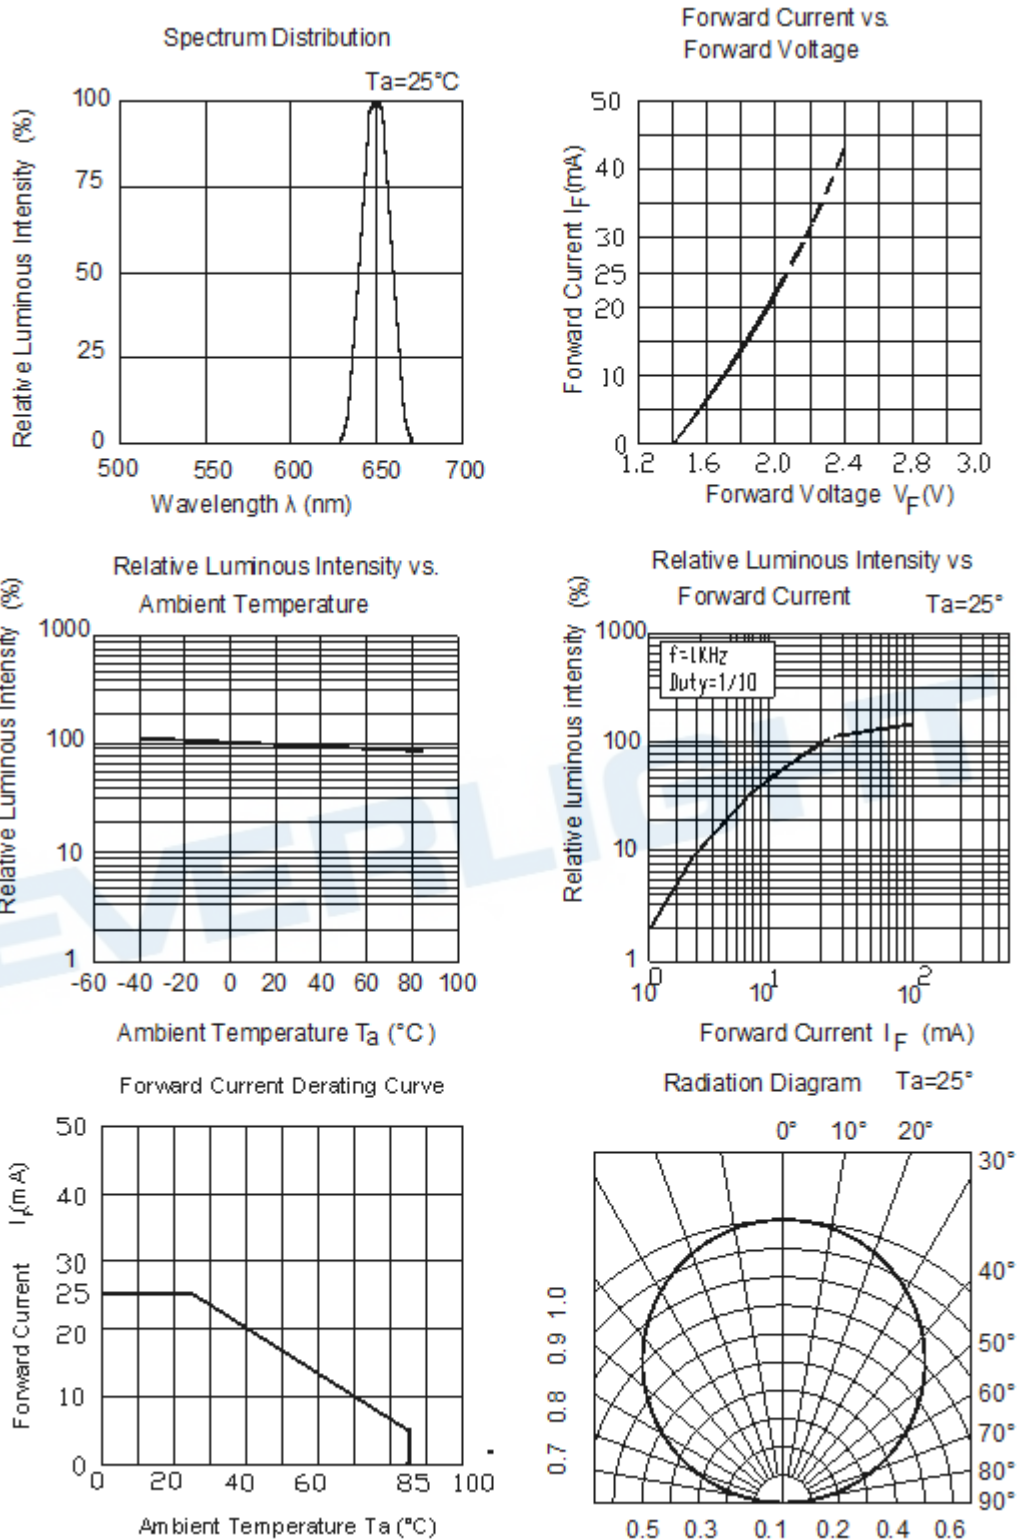 Spectrum Distribution
Ta=25°C
Relative Luminous Intensity (%)
100
75
50
25
0
500 550 600 650 700
Wavelength λ (nm)
Forward Current vs.
Forward Voltage
Forward Current IF(mA)
50
40
30
25
20
10
0
1.2 1.6 2.0 2.4 2.8 3.0
Forward Voltage VF(V)
Relative Luminous Intensity vs.
Ambient Temperature
Relative Luminous Intensity (%)
1000
100
10
1
-60 -40 -20 0 20 40 60 80 100
Ambient Temperature Ta (°C )
Relative Luminous Intensity vs
Forward Current
Ta=25°
Relative luminous intensity (%)
f=1KHz
Duty=1/10
1000
100
10
1
10⁰ 10¹ 10²
Forward Current IF (mA)
EVERLIGHT
Forward Current Derating Curve
Forward Current IF(mA)
50
40
30
25
20
10
0
0 20 40 60 85 100
Ambient Temperature Ta (°C)
Radiation Diagram Ta=25°
0° 10° 20°
30°
40°
50°
60°
70°
80°
90°
1.0
0.9
0.8
0.7
0.5 0.3 0.1 0.2 0.4 0.6